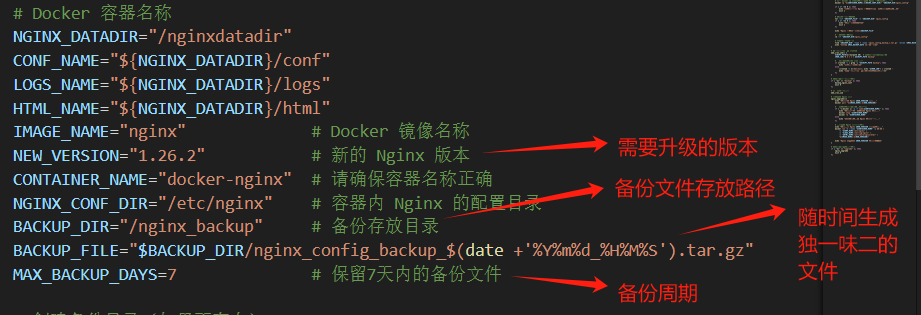 # Docker 容器名称
NGINX_DATADIR="/nginxdatadir"
CONF_NAME="${NGINX_DATADIR}/conf"
LOGS_NAME="${NGINX_DATADIR}/logs"
HTML_NAME="${NGINX_DATADIR}/html"
IMAGE_NAME="nginx" # Docker 镜像名称
NEW_VERSION="1.26.2" # 新的 Nginx 版本
需要升级的版本
CONTAINER_NAME="docker-nginx" # 请确保容器名称正确
NGINX_CONF_DIR="/etc/nginx" # 容器内 Nginx 的配置目录
备份文件存放路径
BACKUP_DIR="/nginx_backup" # 备份存放目录
BACKUP_FILE="$BACKUP_DIR/nginx_config_backup_$(date +'%Y%m%d_%H%M%S').tar.gz"
随时间生成
独一味二的
文件
MAX_BACKUP_DAYS=7 # 保留7天内的备份文件
备份周期